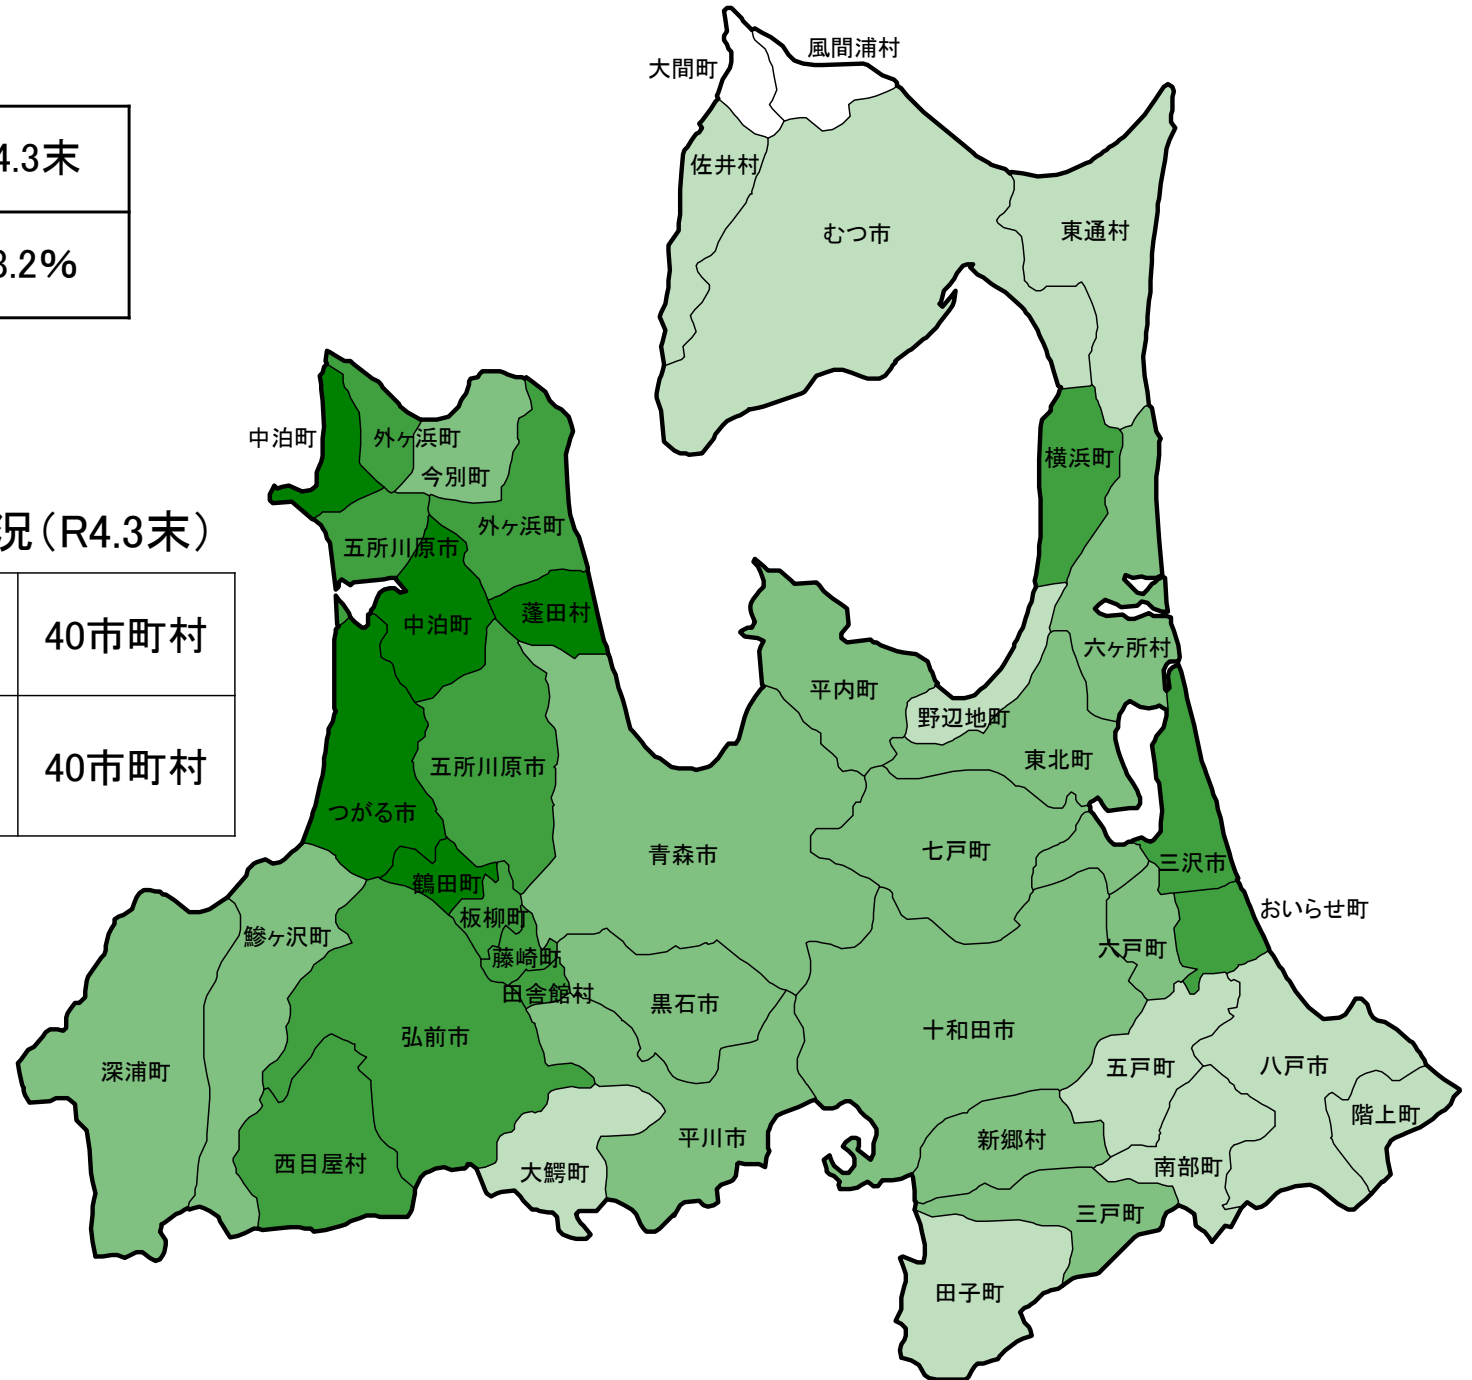 風間浦村
大間町
4.3末
佐井村
3.2%
むつ市
東通村
中泊町
外ヶ浜町
今別町
横浜町
況（R4.3末）
外ヶ浜町
五所川原市
蓬田村
中泊町
40市町村
六ヶ所村
平内町
野辺地町
東北町
40市町村
五所川原市
つがる市
青森市
七戸町
三沢市
鶴田町
おいらせ町
板柳町
鰺ヶ沢町
六戸町
藤崎町
田舎館村
黒石市
弘前市
十和田市
深浦町
五戸町
八戸市
階上町
平川市
新郷村
西目屋村
大鰐町
南部町
三戸町
田子町